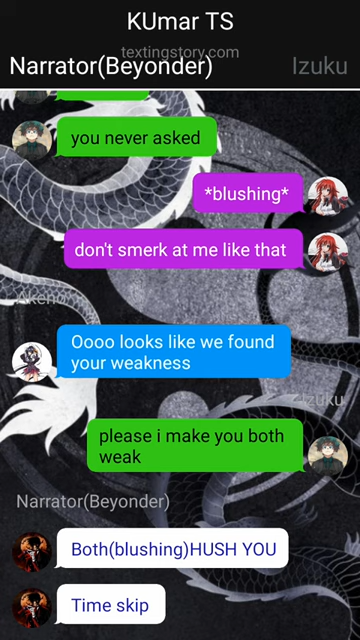 KUmar TS
textingstory.com
Narrator(Beyonder)
Izuku
you never asked
*blushing*
don't smerk at me like that
Akeno
Oooo looks like we found
your weakness
Izuku
please i make you both
weak
Narrator(Beyonder)
Both(blushing)HUSH YOU
Time skip